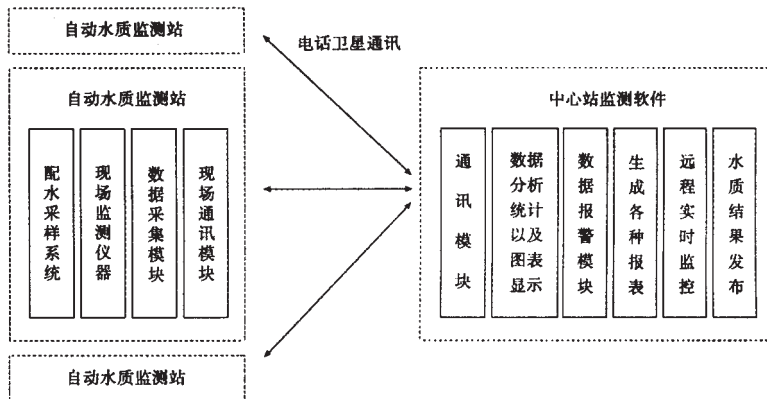 自动水质监测站
电话卫星通讯
自动水质监测站
配水采样系统
现场监测仪器
数据采集模块
现场通讯模块
自动水质监测站
中心站监测软件
通讯模块
数据
分析
统计
以及
图表
显示
数据报警模块
生成各种报表
远程实时监控
水质结果发布